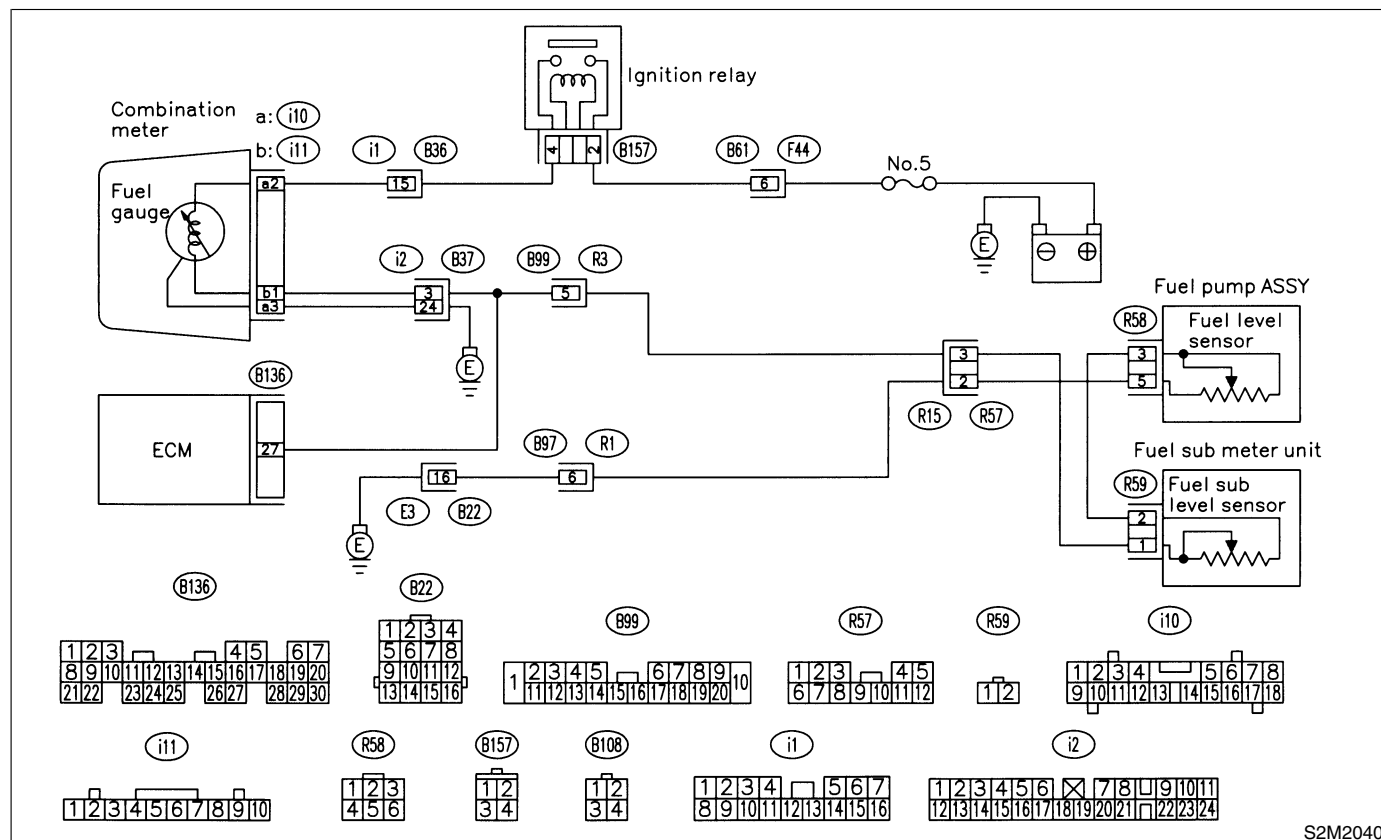 Ignition relay
Combination meter
a: i10
b: i11
i1
B36
4
2
B157
B61
F44
No.5
Fuel gauge
a2
15
6
E
⊖
⊕
i2
B37
B99
R3
b1
a3
3
24
5
E
Fuel pump ASSY
R58
Fuel level sensor
3
5
3
2
R15
R57
B136
ECM
27
B97
R1
16
6
E3
B22
E
Fuel sub meter unit
R59
Fuel sub level sensor
2
1
B136
1 2 3 4 5 6 7
8 9 10 11 12 13 14 15 16 17 18 19 20
21 22 23 24 25 26 27 28 29 30
B22
1 2 3 4
5 6 7 8
9 10 11 12
13 14 15 16
B99
1 2 3 4 5 6 7 8 9 10
11 12 13 14 15 16 17 18 19 20
R57
1 2 3 4 5
6 7 8 9 10 11 12
R59
1 2
i10
1 2 3 4 5 6 7 8
9 10 11 12 13 14 15 16 17 18
i11
1 2 3 4 5 6 7 8 9 10
R58
1 2 3
4 5 6
B157
1 2
3 4
B108
1 2
3 4
i1
1 2 3 4 5 6 7
8 9 10 11 12 13 14 15 16
i2
1 2 3 4 5 6 7 8 9 10 11
12 13 14 15 16 17 18 19 20 21 22 23 24
S2M2040